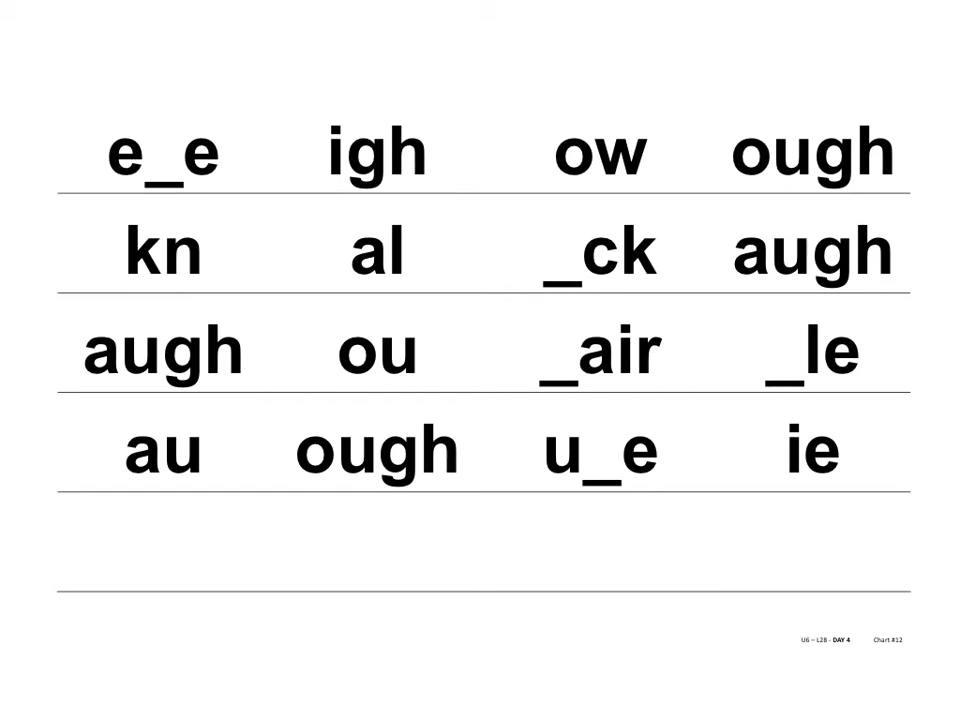 e_e igh ow ough
kn al _ck augh
augh ou _air _le
au ough u_e ie
U6 – L28 - DAY 4 Chart #12